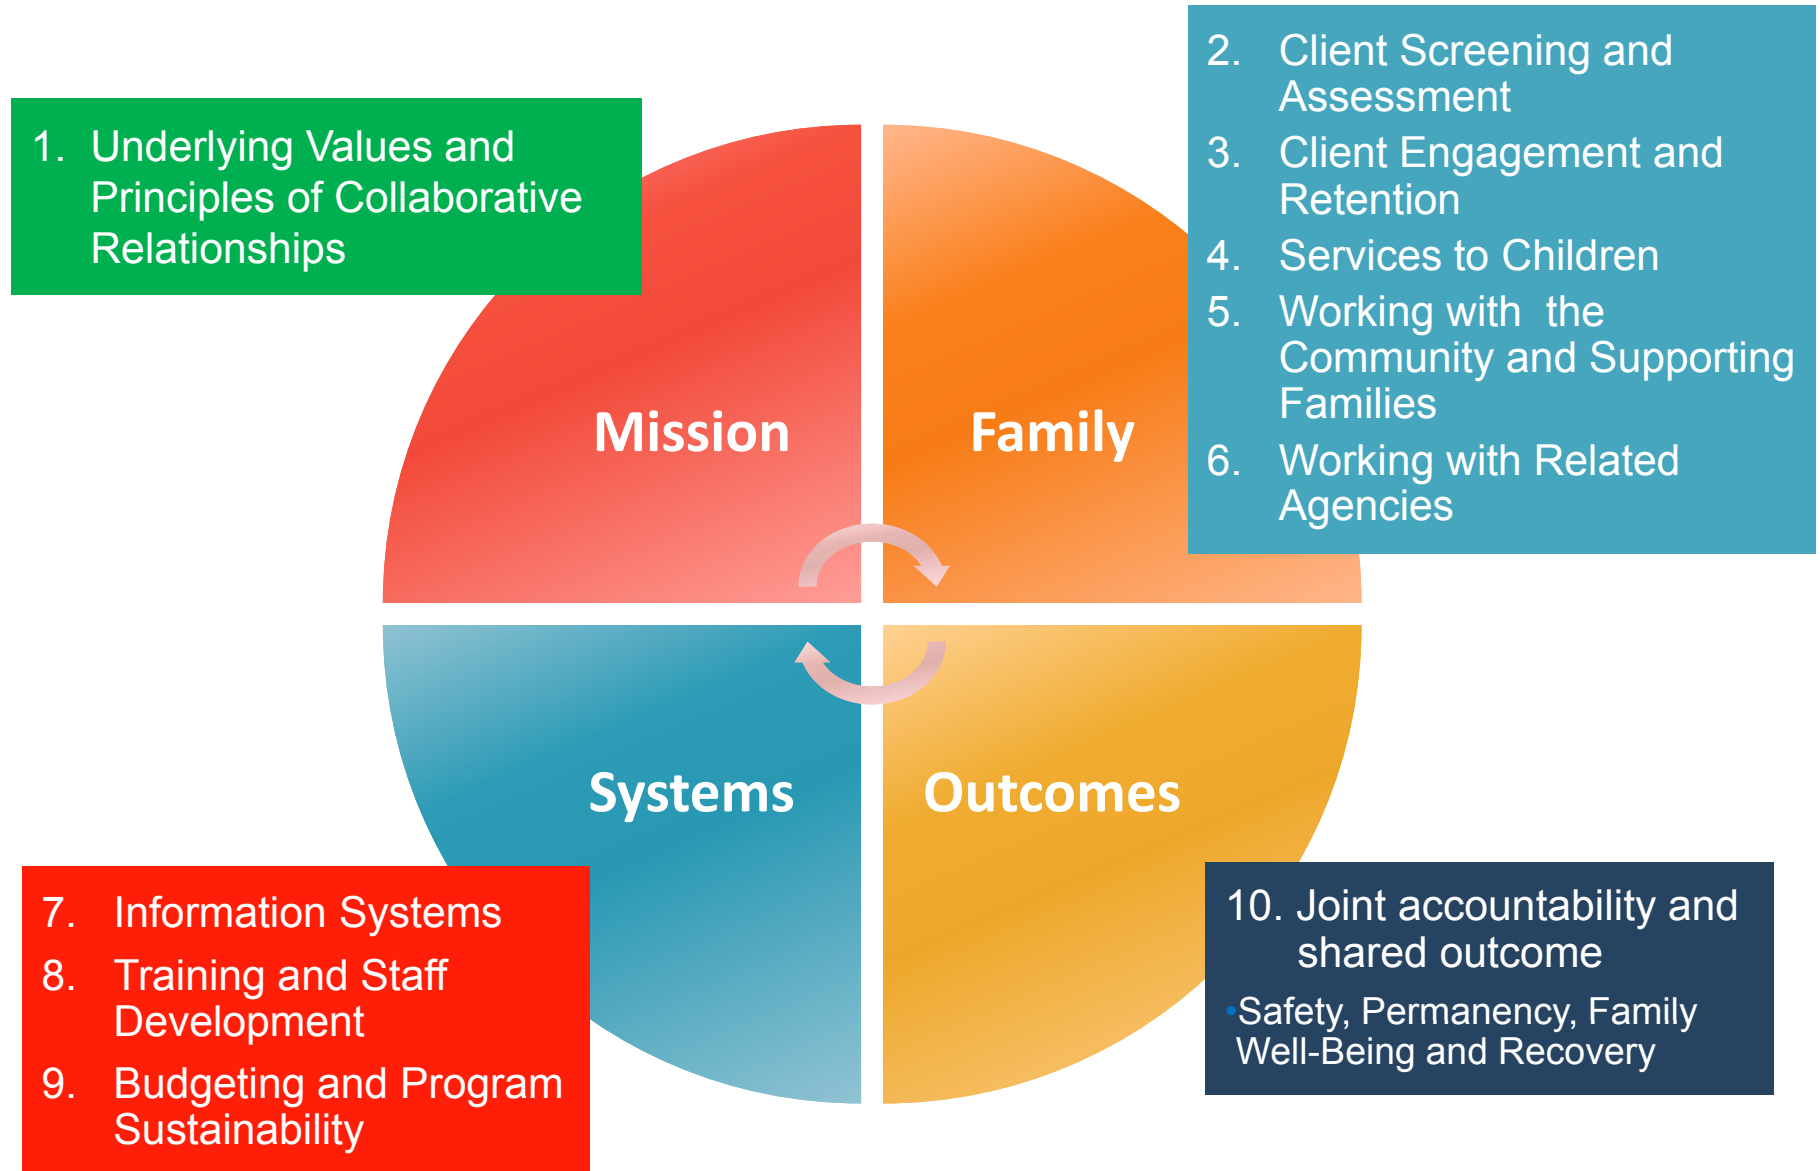 1. Underlying Values and
Principles of Collaborative
Relationships
2. Client Screening and
Assessment
3. Client Engagement and
Retention
4. Services to Children
5. Working with  the
Community and Supporting
Families
6. Working with Related
Agencies
Mission
Family
Systems
Outcomes
7. Information Systems
8. Training and Staff
Development
9. Budgeting and Program
Sustainability
10. Joint accountability and
shared outcome
•Safety, Permanency, Family
Well-Being and Recovery